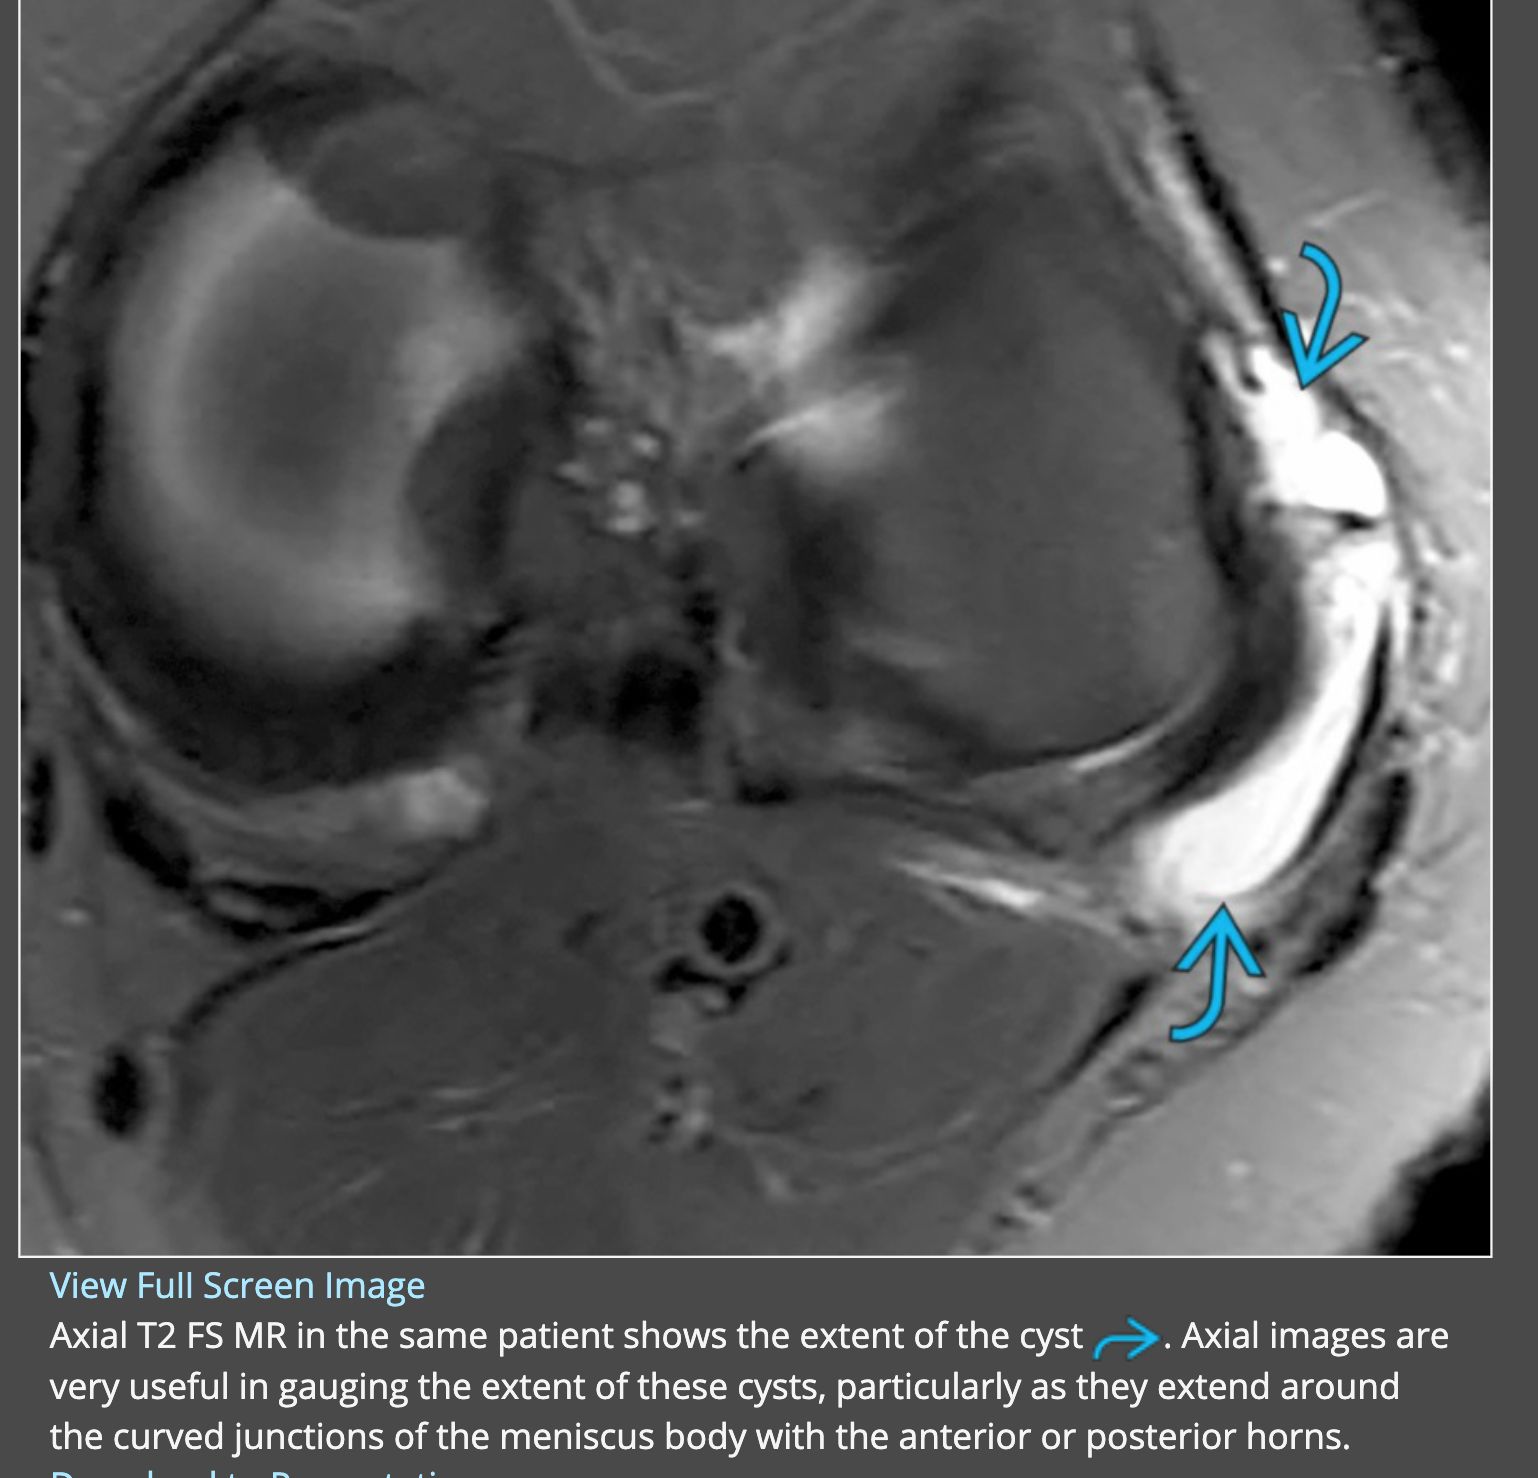 View Full Screen Image
Axial T2 FS MR in the same patient shows the extent of the cyst . Axial images are
very useful in gauging the extent of these cysts, particularly as they extend around
the curved junctions of the meniscus body with the anterior or posterior horns.